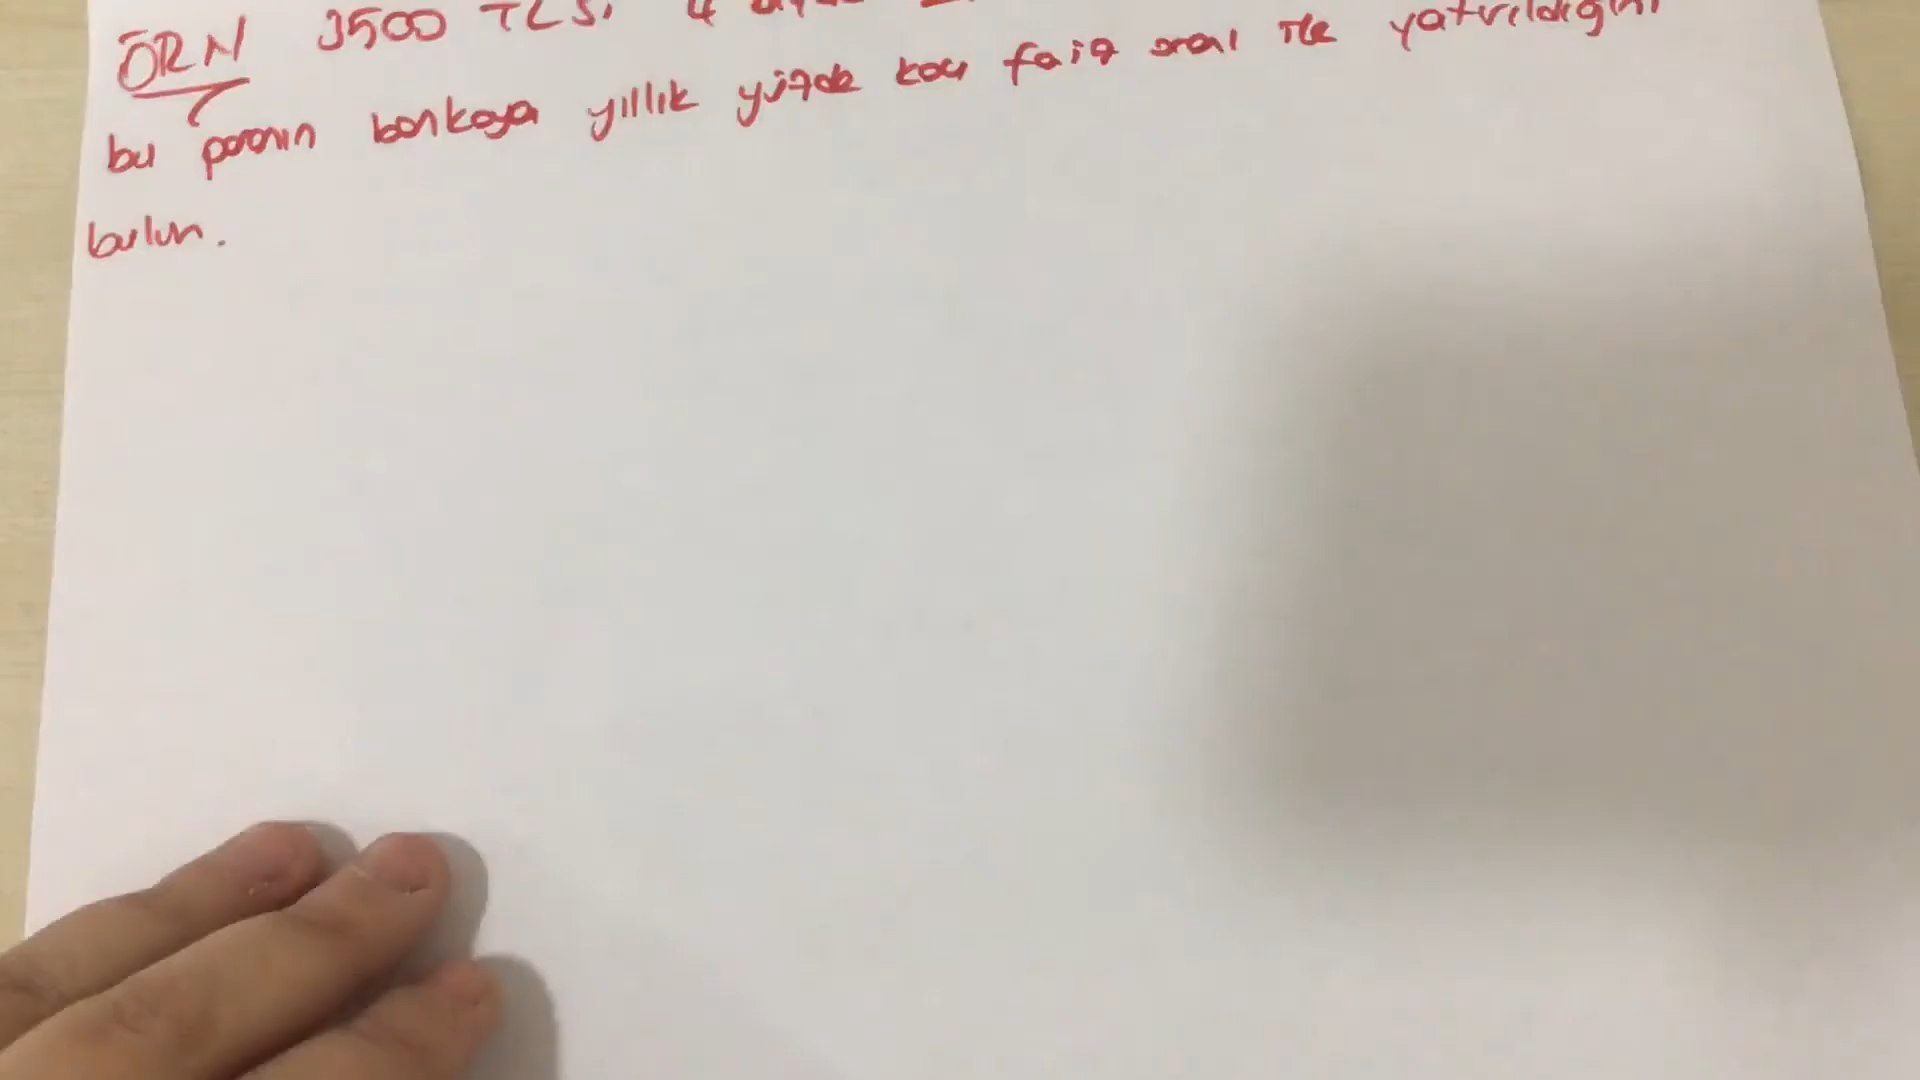 ÖRN 3500 TL'si 4
bu paranın bankaya yıllık yüzde kaç faiz oranı ile yatırıldığını
bulun.